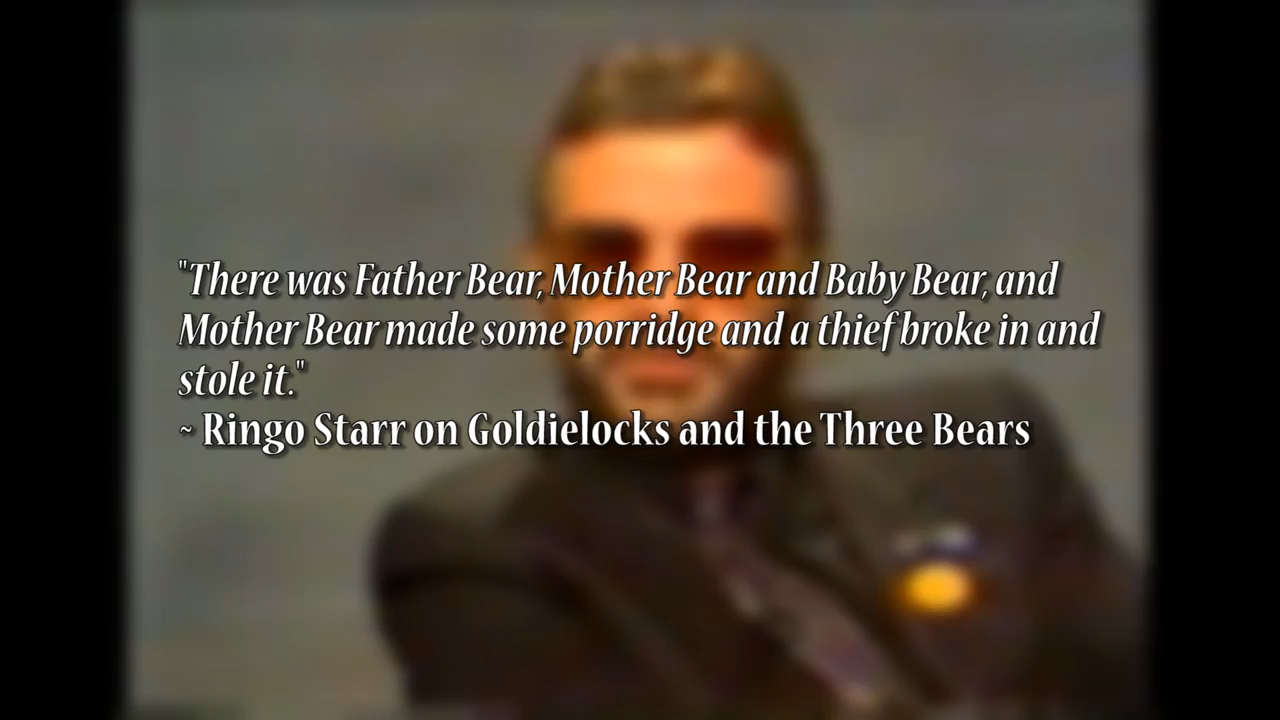 "There was Father Bear, Mother Bear and Baby Bear, and
Mother Bear made some porridge and a thief broke in and
stole it."
~ Ringo Starr on Goldielocks and the Three Bears